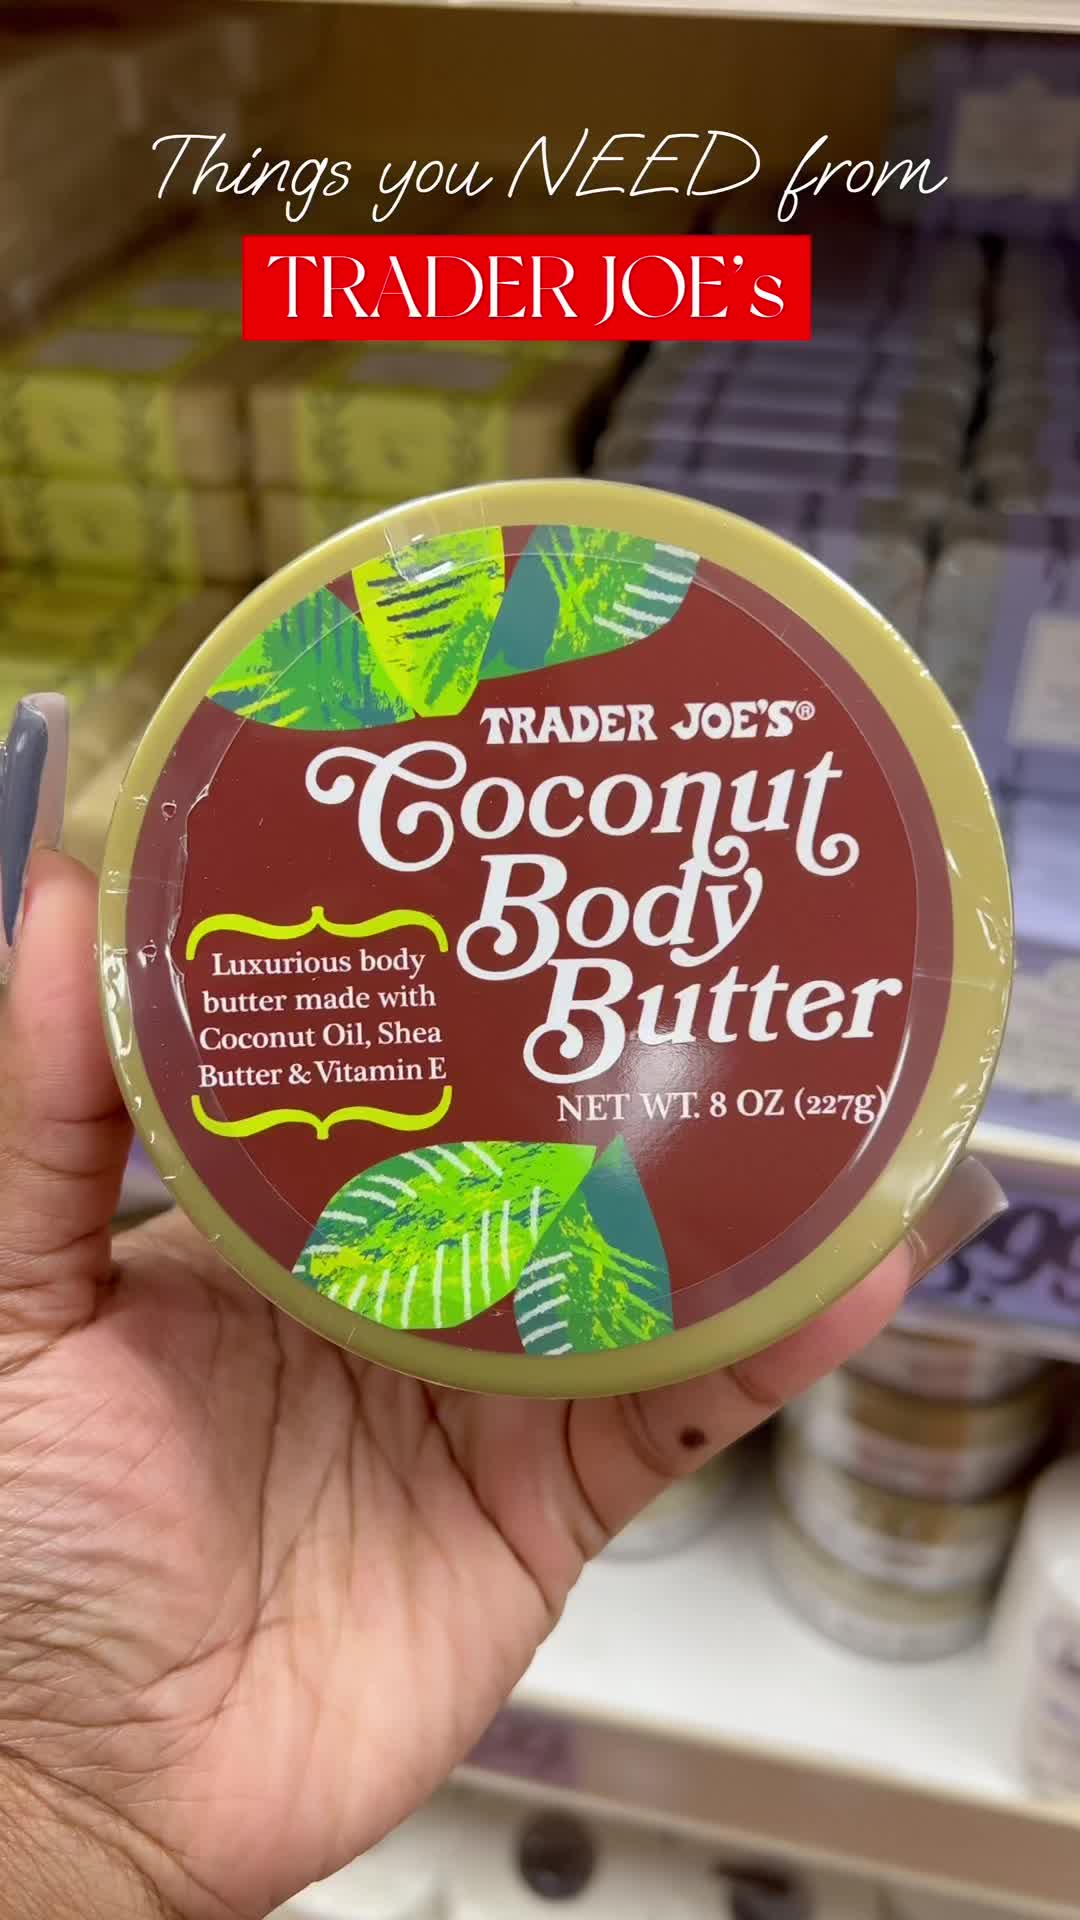 Things you NEED from
TRADER JOE's
TRADER JOE'S®
Coconut
Body
Butter
Luxurious body
butter made with
Coconut Oil, Shea
Butter & Vitamin E
NET WT. 8 OZ (227g)